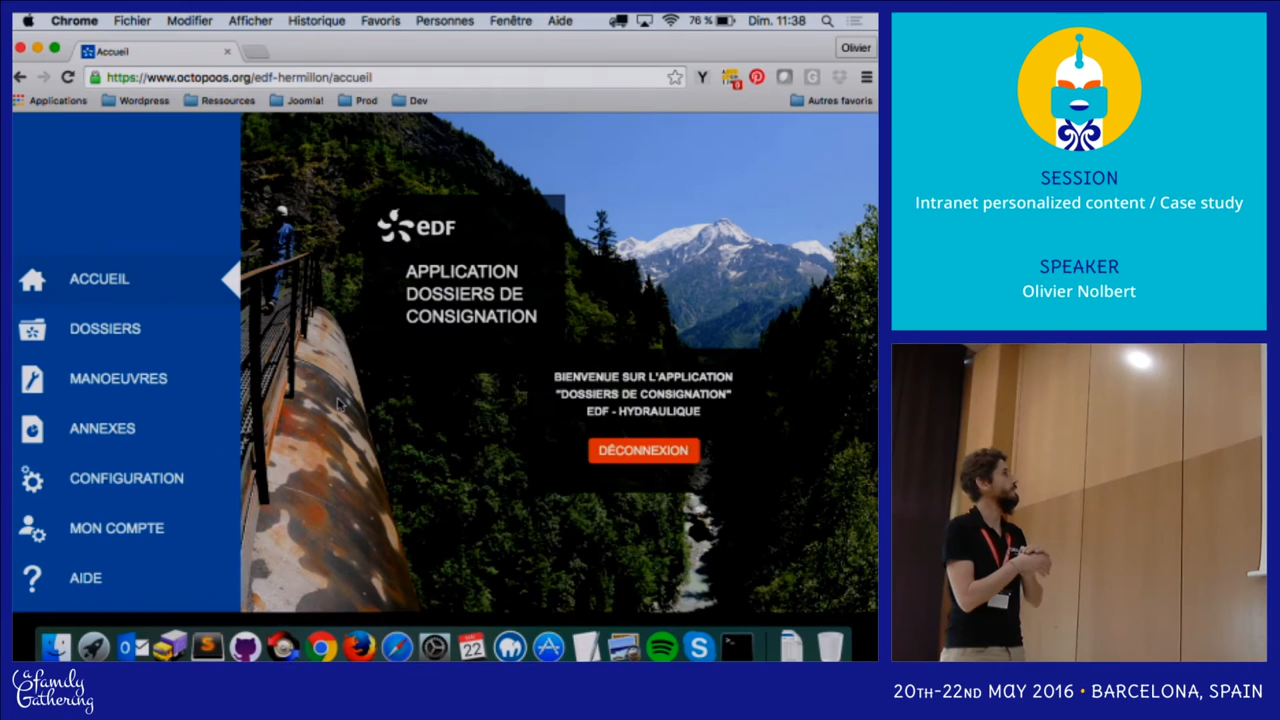 Chrome Fichier Modifier Afficher Historique Favoris Personnes Fenêtre Aide 76 % Dim. 11:38
Accueil
Olivier
https://www.octopoos.org/edf-hermillon/accueil
Applications Wordpress Ressources Joomla! Prod Dev Autres favoris
ACCUEIL
DOSSIERS
MANOEUVRES
ANNEXES
CONFIGURATION
MON COMPTE
AIDE
eDF
APPLICATION
DOSSIERS DE
CONSIGNATION
BIENVENUE SUR L'APPLICATION
"DOSSIERS DE CONSIGNATION"
EDF - HYDRAULIQUE
DÉCONNEXION
MAY
22
SESSION
Intranet personalized content / Case study
SPEAKER
Olivier Nolbert
a
Family
Gathering
20TH-22ND MAY 2016 • BARCELONA, SPAIN